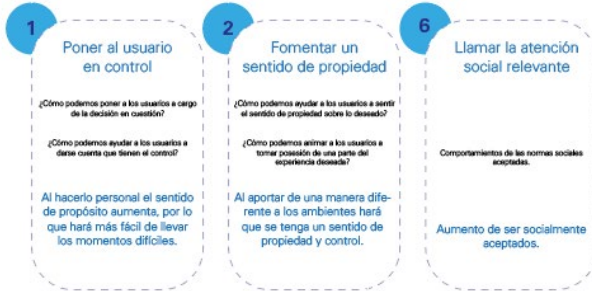 1
Poner al usuario
en control
¿Cómo podemos poner a los usuarios a cargo
de la decisión en cuestión?
¿Cómo podemos ayudar a los usuarios a
darse cuenta que tienen el control?
Al hacerlo personal el sentido
de propósito aumenta, por lo
que hará más fácil de llevar
los momentos difíciles.
2
Fomentar un
sentido de propiedad
¿Cómo podemos ayudar a los usuarios a sentir
el sentido de propiedad sobre lo deseado?
¿Cómo podemos animar a los usuarios a
tomar posesión de una parte del
experiencia deseada?
Al aportar de una manera dife-
rente a los ambientes hará
que se tenga un sentido de
propiedad y control.
6
Llamar la atención
social relevante
Comportamientos de las normas sociales
aceptadas.
Aumento de ser socialmente
aceptados.